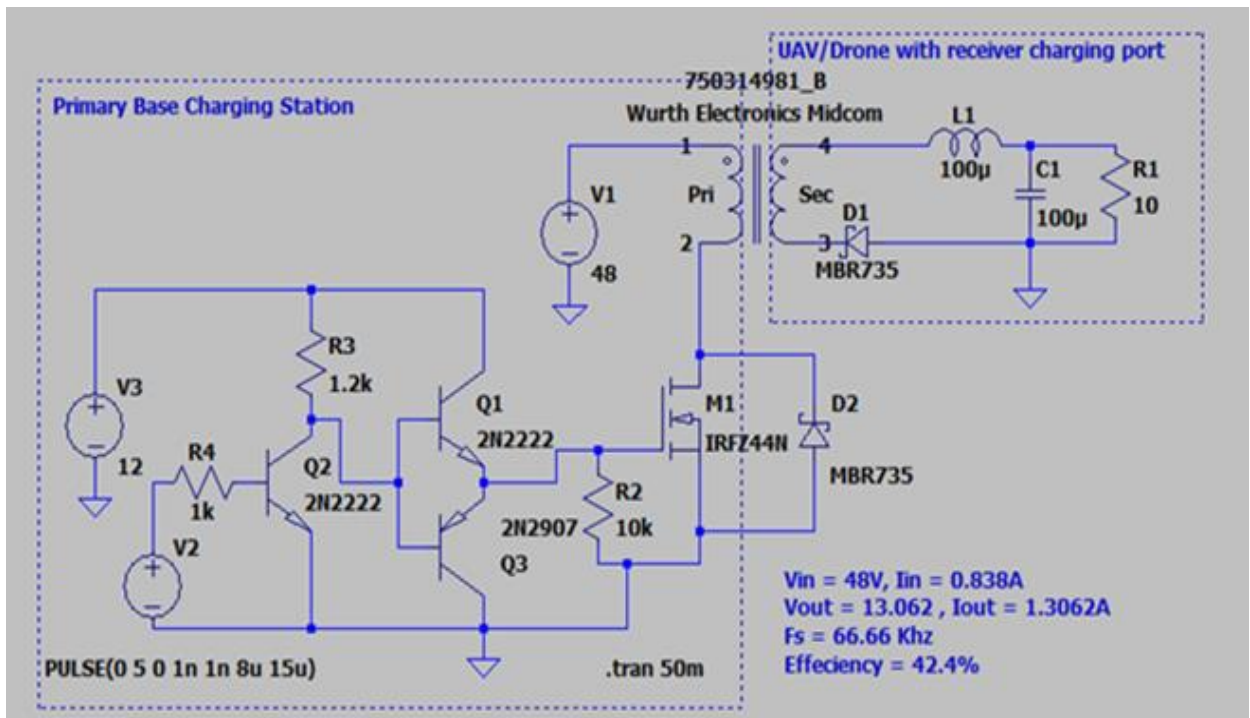 UAV/Drone with receiver charging port
750314981_B
Primary Base Charging Station
Wurth Electronics Midcom
1
4
L1
100µ
C1
100µ
R1
10
V1
48
Pri
Sec
D1
2
3
MBR735
R3
1.2k
V3
12
R4
1k
Q2
2N2222
Q1
2N2222
M1
IRFZ44N
D2
MBR735
R2
10k
2N2907
Q3
V2
Vin = 48V, Iin = 0.838A
Vout = 13.062 , Iout = 1.3062A
Fs = 66.66 Khz
Effeciency = 42.4%
PULSE(0 5 0 1n 1n 8u 15u)
.tran 50m